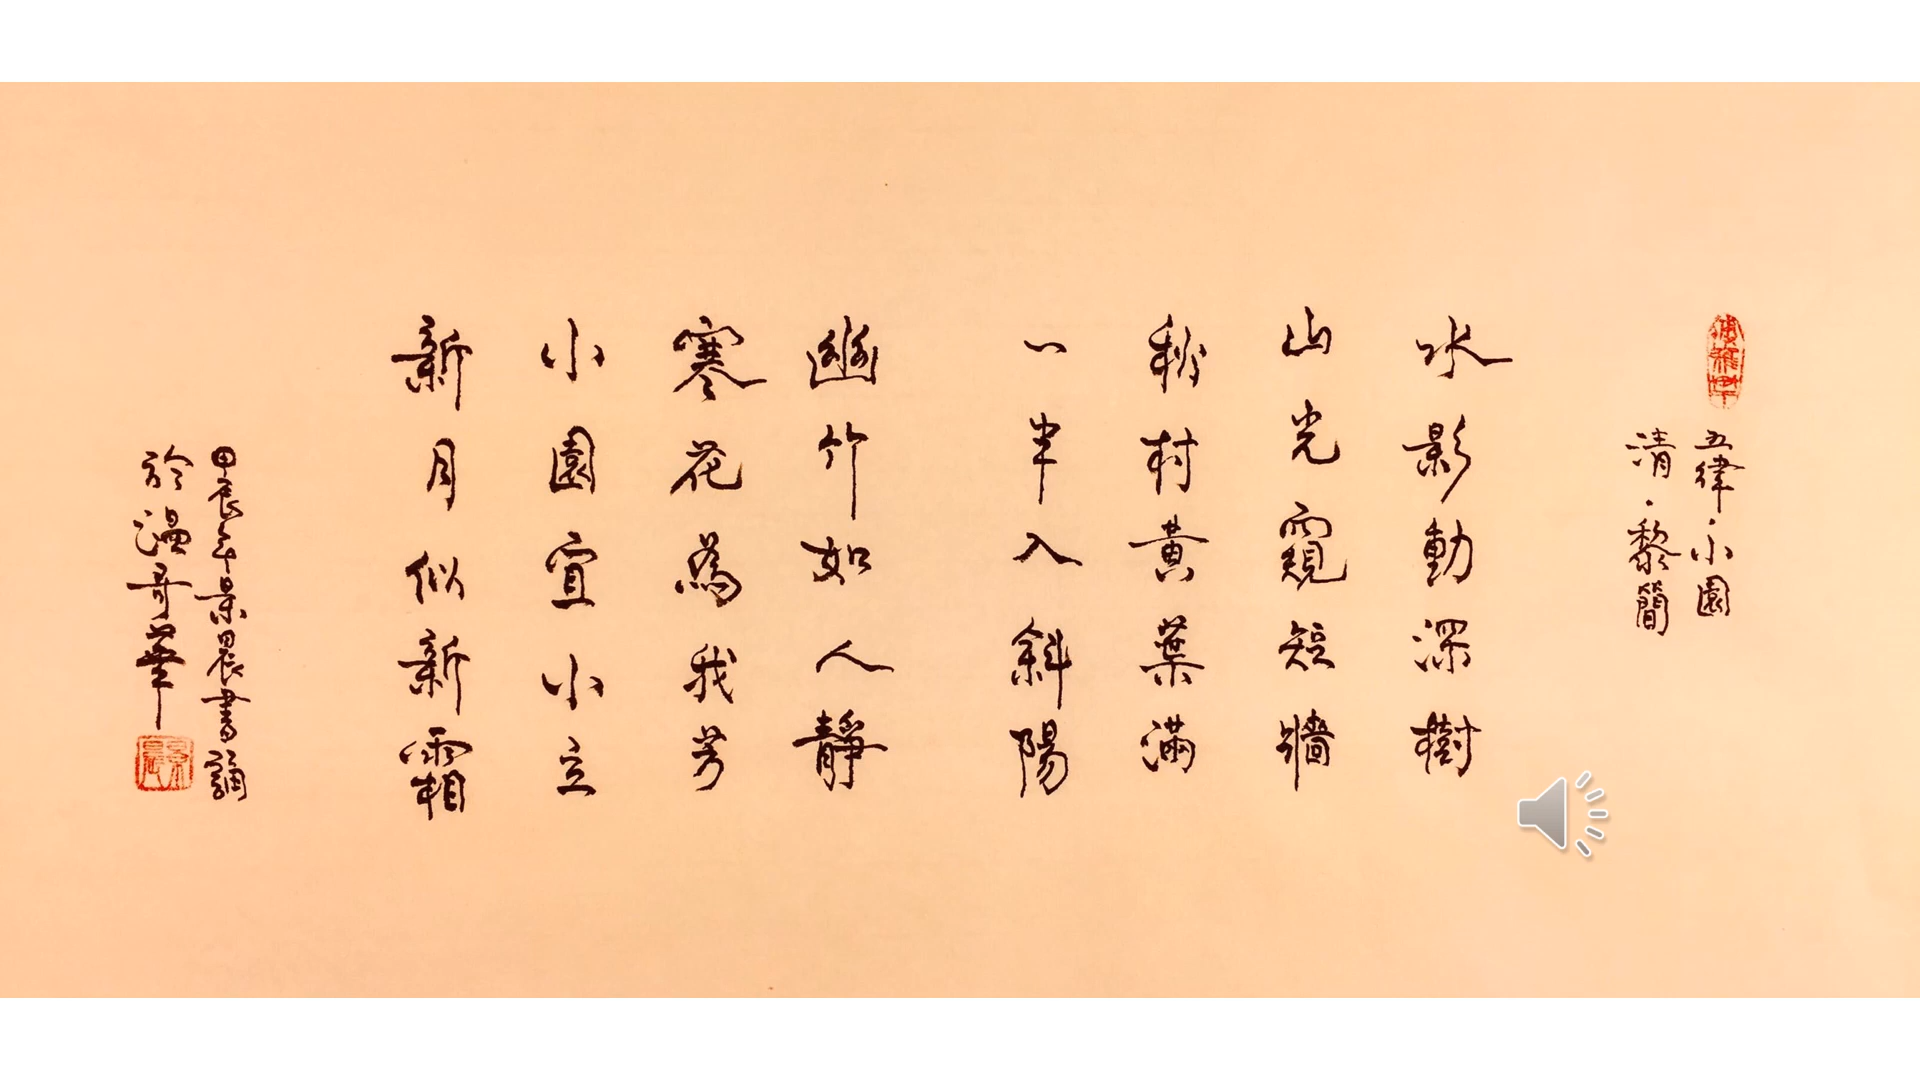 五律·小園
清·黎簡
水影動深樹
山光窺短牆
秋村黃葉滿
一半入斜陽
幽竹如人靜
寒花為我芳
小園宜小立
新月似新霜
甲辰年景晨書誦
於溫哥華
景晨